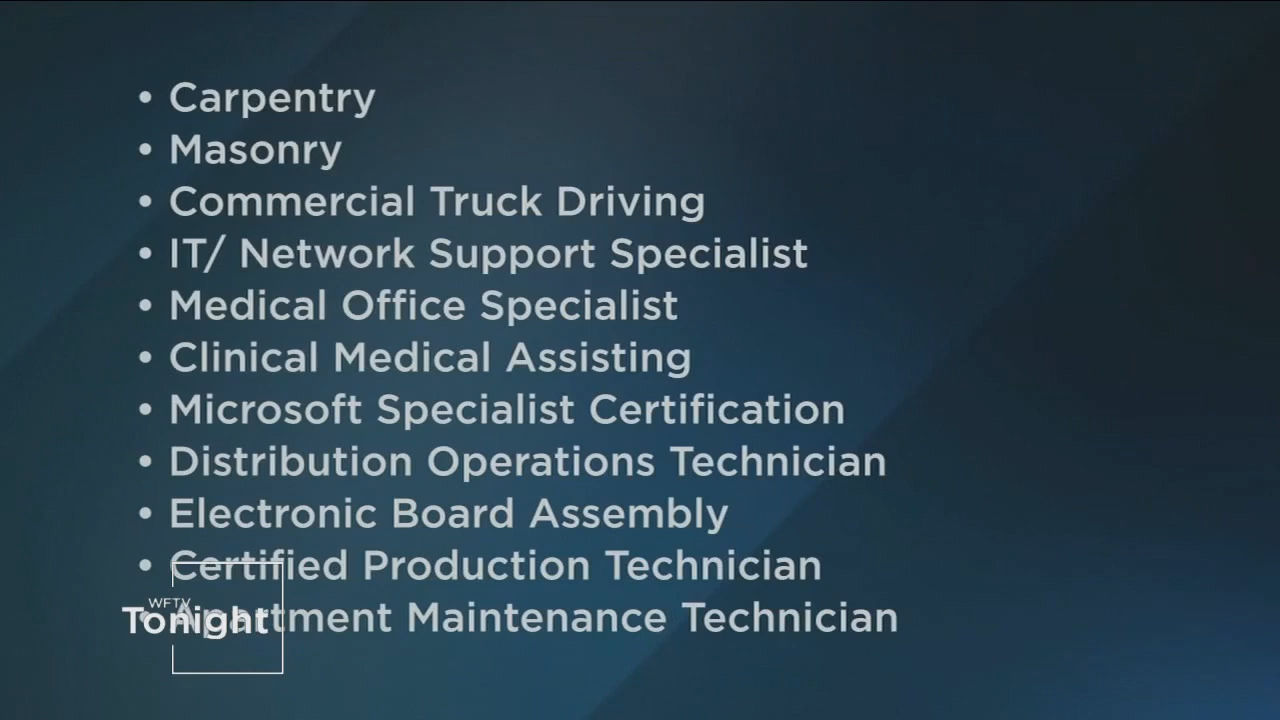 • Carpentry
• Masonry
• Commercial Truck Driving
• IT/ Network Support Specialist
• Medical Office Specialist
• Clinical Medical Assisting
• Microsoft Specialist Certification
• Distribution Operations Technician
• Electronic Board Assembly
• Certified Production Technician
• Apartment Maintenance Technician
WFTV
Tonight